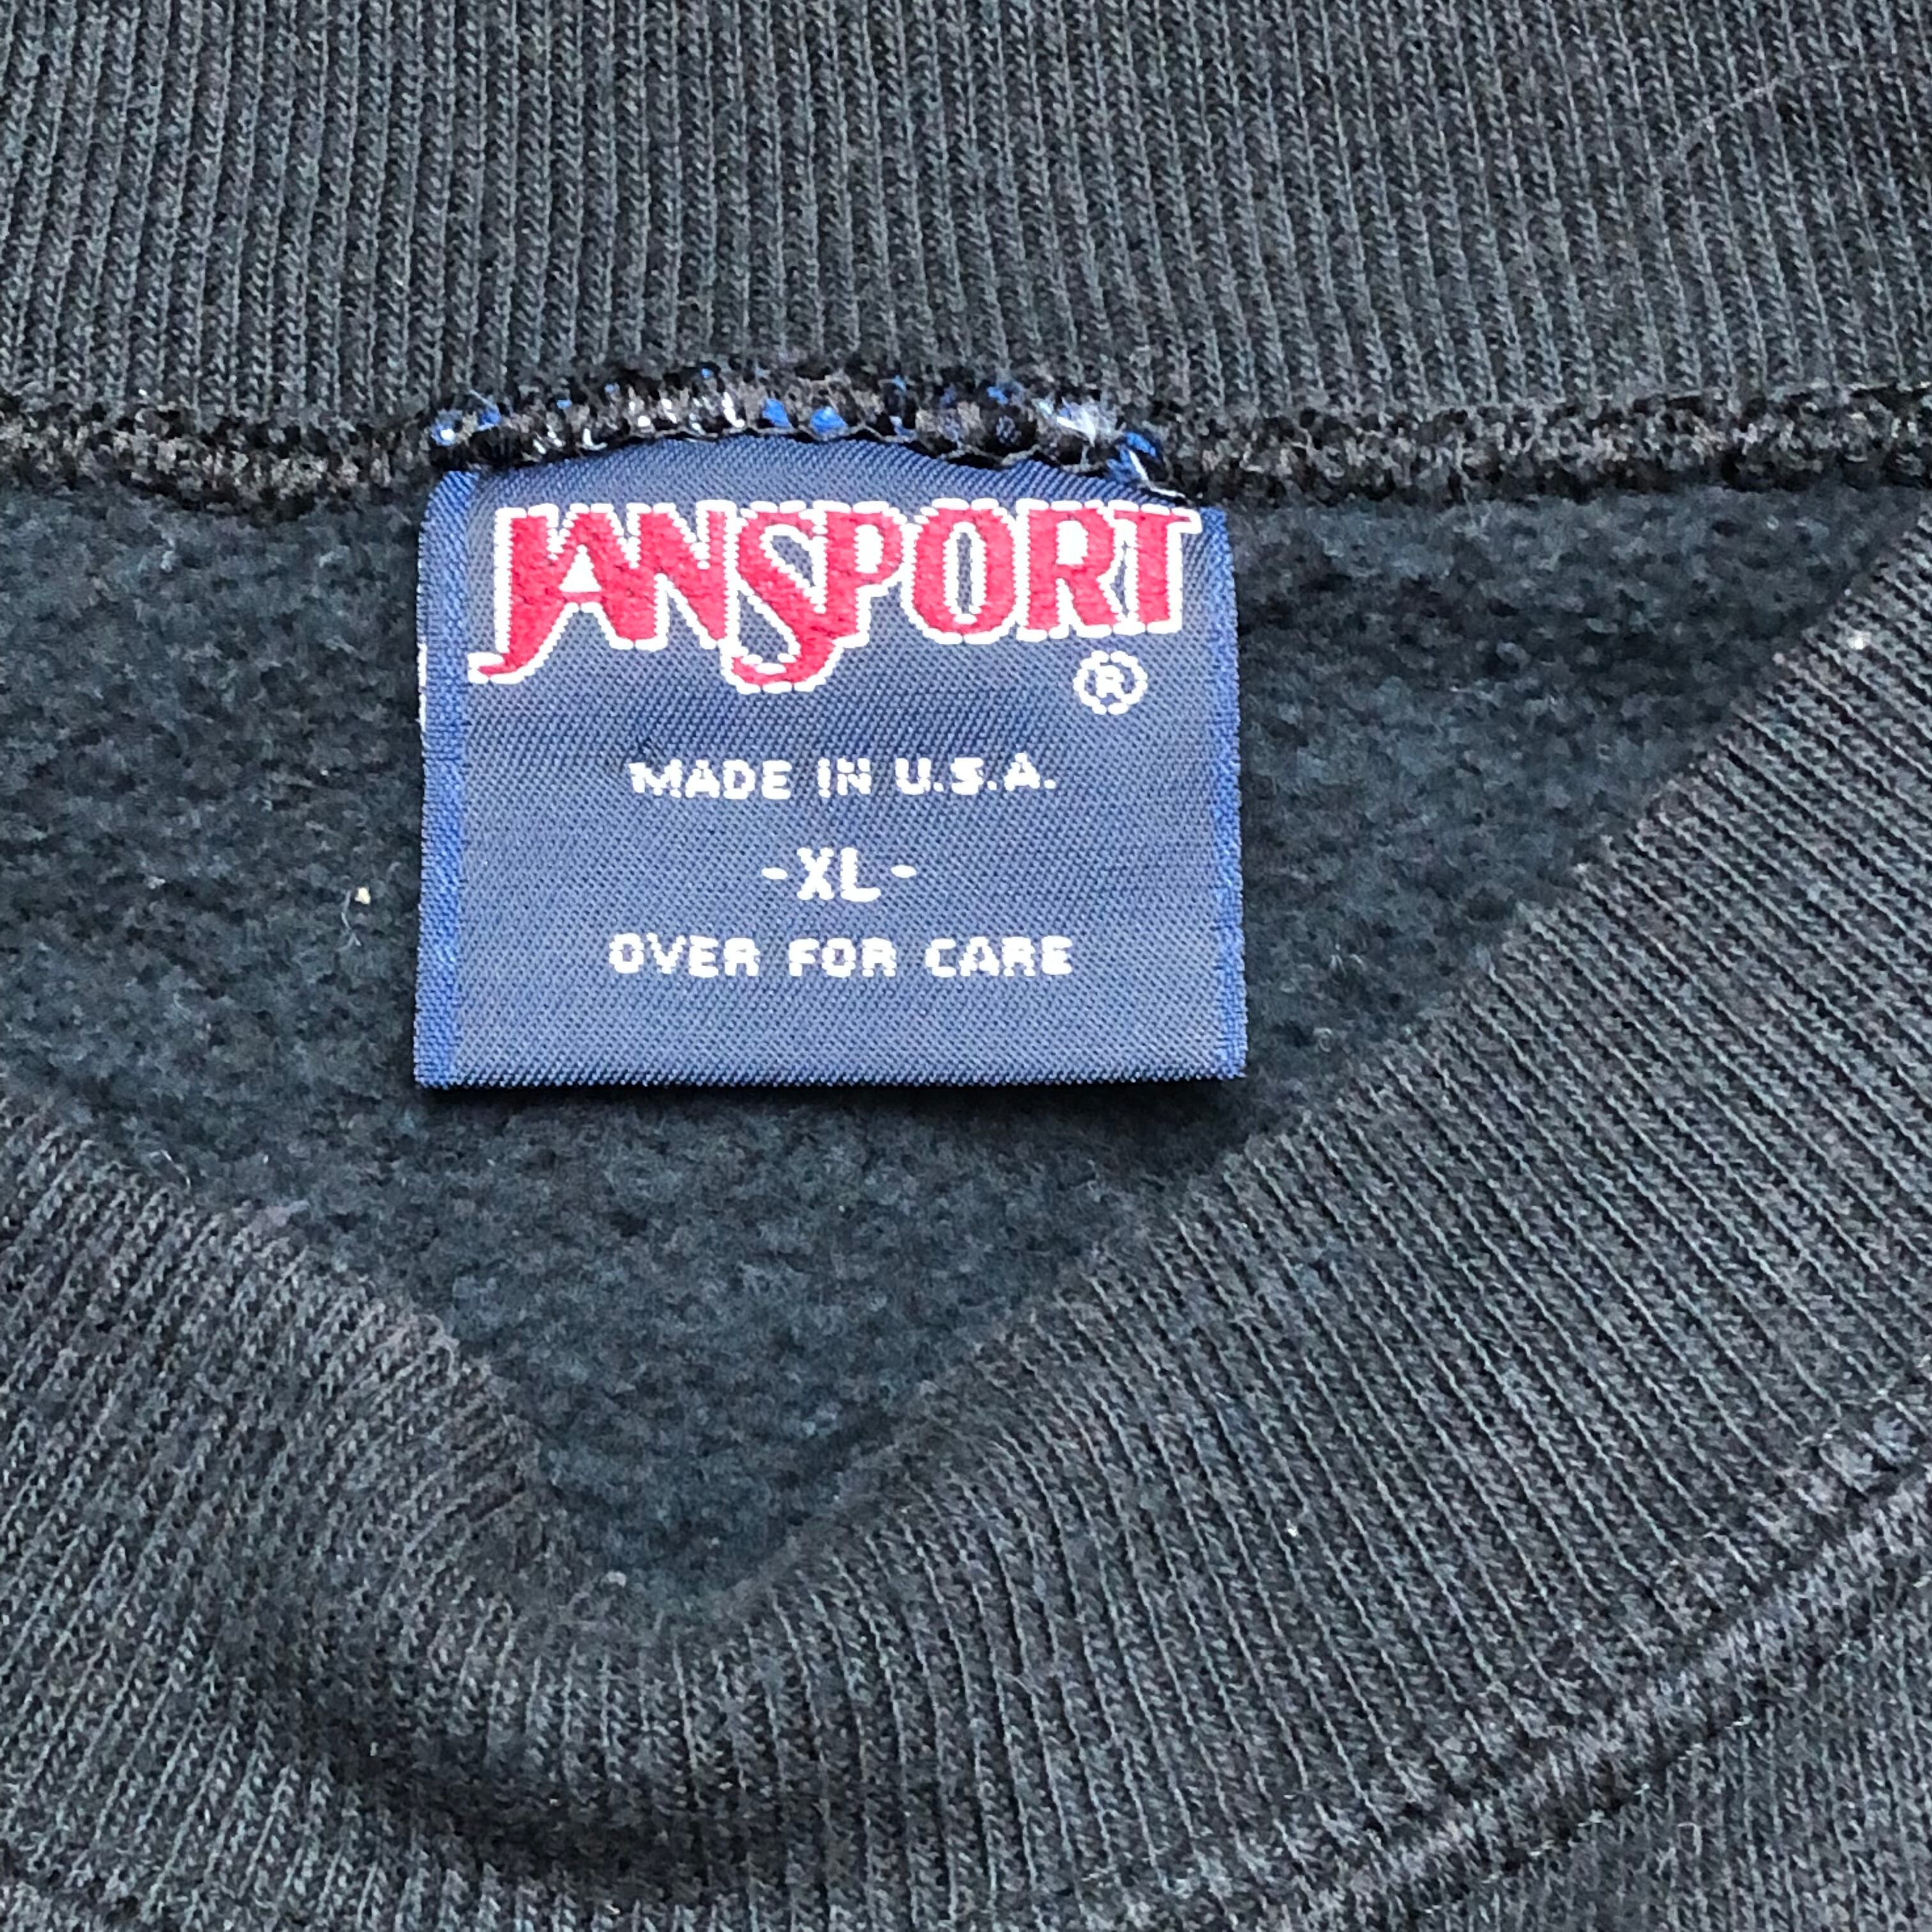 JANSPORT
®
MADE IN U.S.A.
-XL-
OVER FOR CARE